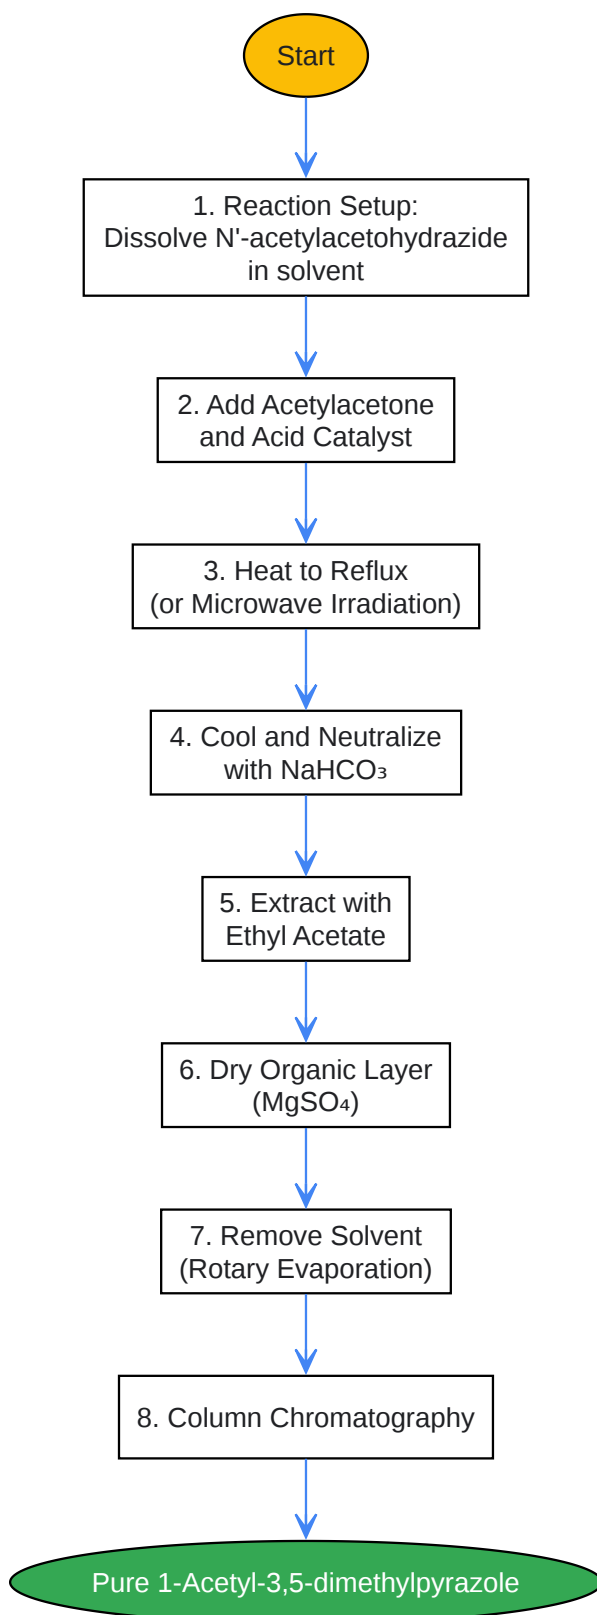 Start
1. Reaction Setup:
Dissolve N'-acetylacetohydrazide
in solvent
2. Add Acetylacetone
and Acid Catalyst
3. Heat to Reflux
(or Microwave Irradiation)
4. Cool and Neutralize
with NaHCO₃
5. Extract with
Ethyl Acetate
6. Dry Organic Layer
(MgSO₄)
7. Remove Solvent
(Rotary Evaporation)
8. Column Chromatography
Pure 1-Acetyl-3,5-dimethylpyrazole